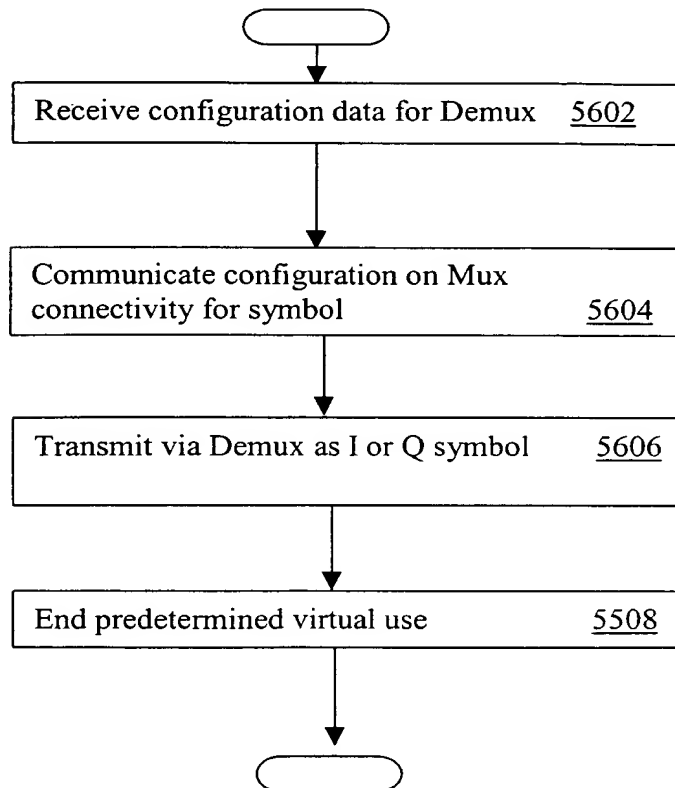 Receive configuration data for Demux 5602
Communicate configuration on Mux
connectivity for symbol 5604
Transmit via Demux as I or Q symbol 5606
End predetermined virtual use 5508